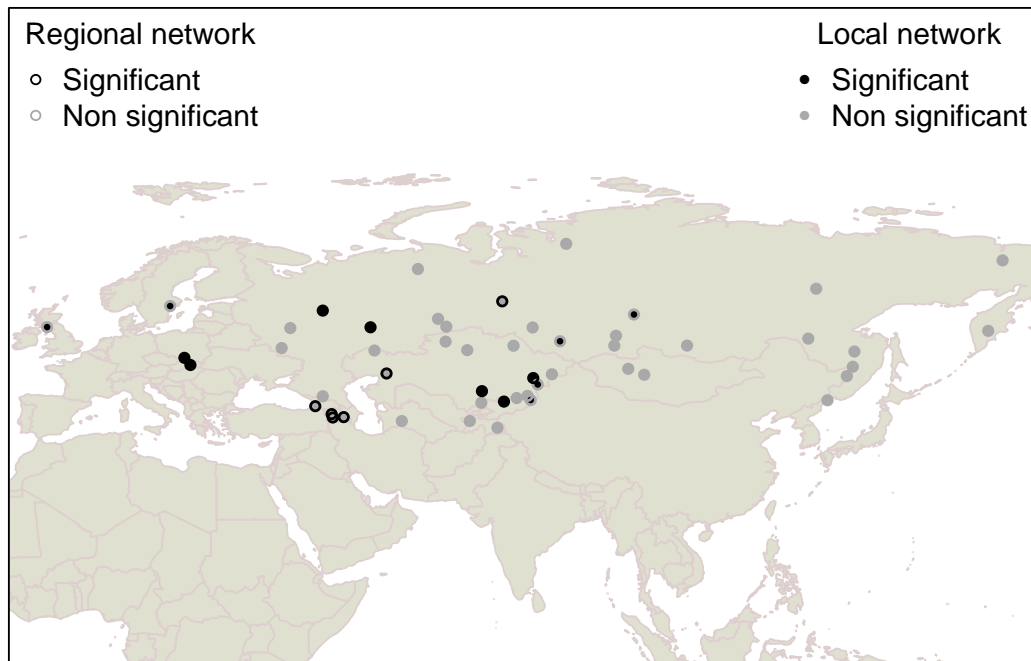 Regional network
Significant
Non significant
Local network
Significant
Non significant